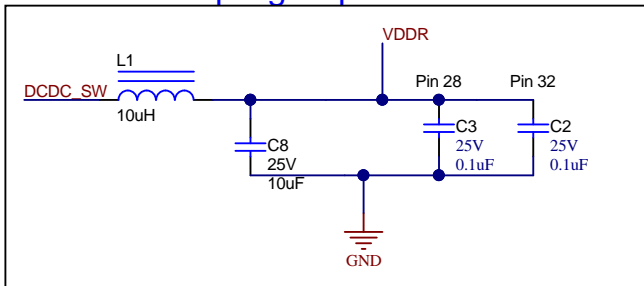 VDDR
L1
Pin 28
Pin 32
DCDC_SW
10uH
C3
25V
0.1uF
C2
25V
0.1uF
C8
25V
10uF
GND